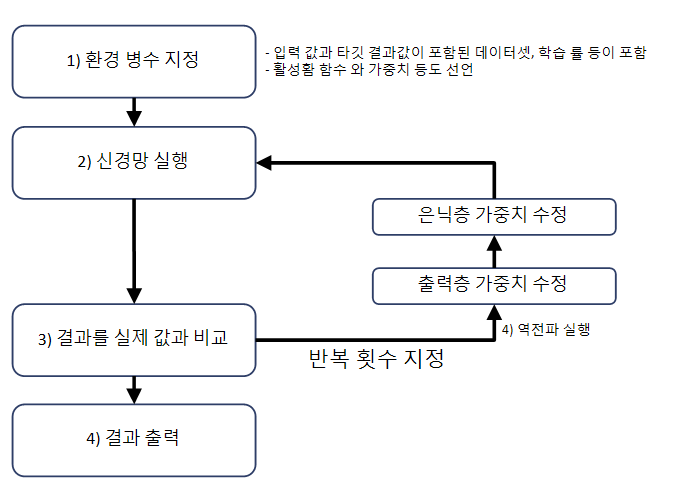 1) 환경 병수 지정
- 입력 값과 타깃 결과값이 포함된 데이터셋, 학습 률 등이 포함
- 활성홤 함수 와 가중치 등도 선언
2) 신경망 실행
은닉층 가중치 수정
출력층 가중치 수정
3) 결과를 실제 값과 비교
4) 역전파 실행
반복 횟수 지정
4) 결과 출력